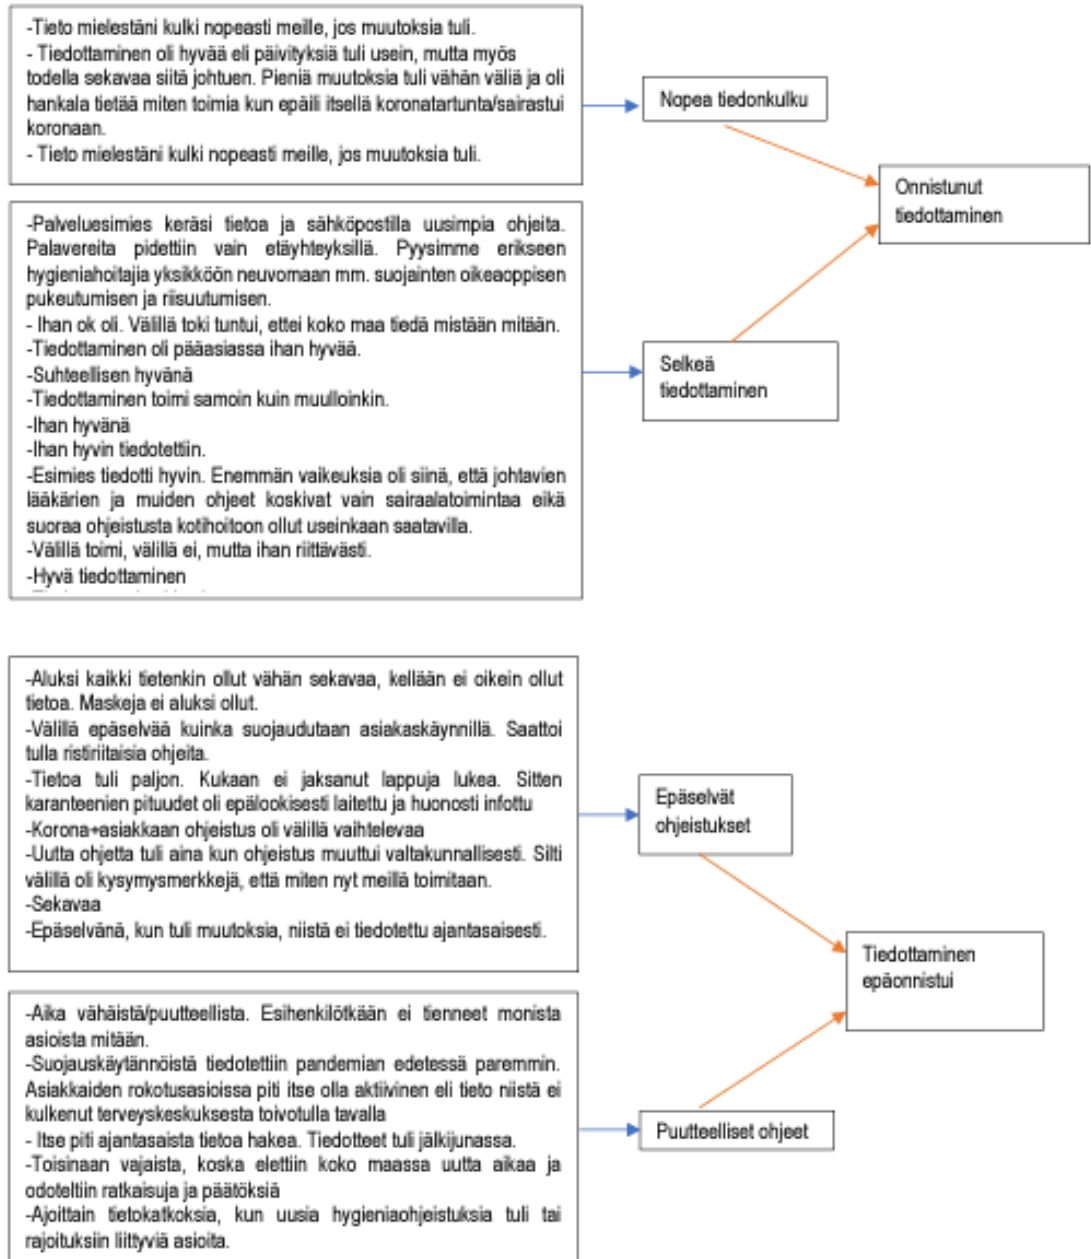 -Tieto mielestäni kulki nopeasti meille, jos muutoksia tuli.
- Tiedottaminen oli hyvää eli päivityksiä tuli usein, mutta myös
todella sekavaa siitä johtuen. Pieniä muutoksia tuli vähän väliä ja oli
hankala tietää miten toimia kun epäili itsellä koronatartunta/sairastui
koronaan.
- Tieto mielestäni kulki nopeasti meille, jos muutoksia tuli.
Nopea tiedonkulku
Onnistunut
tiedottaminen
-Palveluesimies keräsi tietoa ja sähköpostilla uusimpia ohjeita.
Palavereita pidettiin vain etäyhteyksillä. Pyysimme erikseen
hygieniahoitajia yksikköön neuvomaan mm. suojainten oikeaoppisen
pukeutumisen ja riisuutumisen.
- Ihan ok oli. Välillä toki tuntui, ettei koko maa tiedä mistään mitään.
-Tiedottaminen oli pääasiassa ihan hyvää.
-Suhteellisen hyvänä
-Tiedottaminen toimi samoin kuin muulloinkin.
-Ihan hyvänä
-Ihan hyvin tiedotettiin.
-Esimies tiedotti hyvin. Enemmän vaikeuksia oli siinä, että johtavien
lääkärien ja muiden ohjeet koskivat vain sairaalatoimintaa eikä
suoraa ohjeistusta kotihoitoon ollut useinkaan saatavilla.
-Välillä toimi, välillä ei, mutta ihan riittävästi.
-Hyvä tiedottaminen
Selkeä
tiedottaminen
-Aluksi kaikki tietenkin ollut vähän sekavaa, kellään ei oikein ollut
tietoa. Maskeja ei aluksi ollut.
-Välillä epäselvää kuinka suojaudutaan asiakaskäynnillä. Saattoi
tulla ristiriitaisia ohjeita.
-Tietoa tuli paljon. Kukaan ei jaksanut lappuja lukea. Sitten
karanteenien pituudet oli epälookisesti laitettu ja huonosti infottu
-Korona+asiakkaan ohjeistus oli välillä vaihtelevaa
-Uutta ohjetta tuli aina kun ohjeistus muuttui valtakunnallisesti. Silti
välillä oli kysymysmerkkejä, että miten nyt meillä toimitaan.
-Sekavaa
-Epäselvänä, kun tuli muutoksia, niistä ei tiedotettu ajantasaisesti.
Epäselvät
ohjeistukset
Tiedottaminen
epäonnistui
-Aika vähäistä/puutteellista. Esihenkilötkään ei tienneet monista
asioista mitään.
-Suojauskäytännöistä tiedotettiin pandemian edetessä paremmin.
Asiakkaiden rokotusasioissa piti itse olla aktiivinen eli tieto niistä ei
kulkenut terveyskeskuksesta toivotulla tavalla
- Itse piti ajantasaista tietoa hakea. Tiedotteet tuli jälkijunassa.
-Toisinaan vajaista, koska elettiin koko maassa uutta aikaa ja
odoteltiin ratkaisuja ja päätöksiä
-Ajoittain tietokatkoksia, kun uusia hygieniaohjeistuksia tuli tai
rajoituksiin liittyviä asioita.
Puutteelliset ohjeet